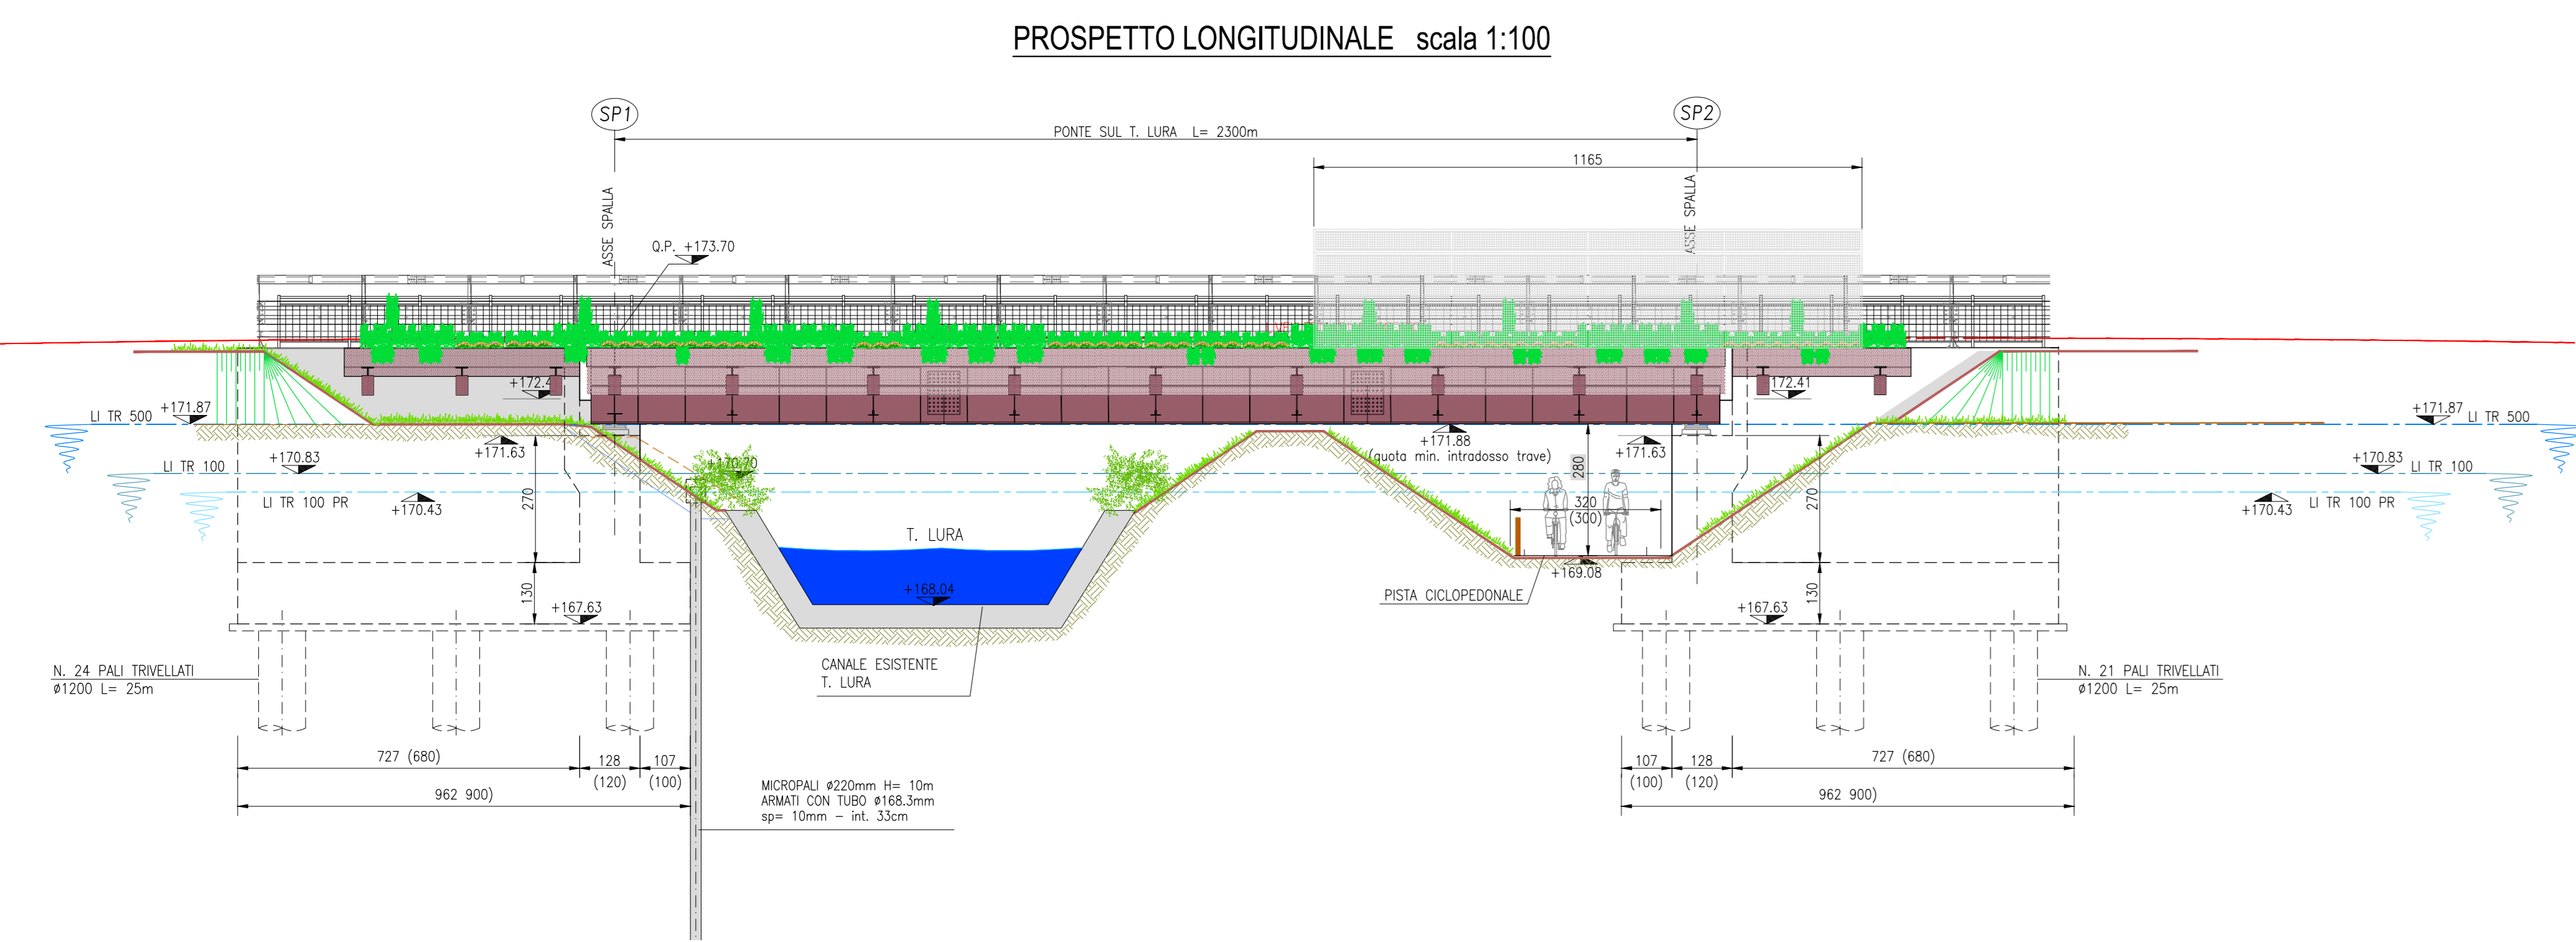 PROSPETTO LONGITUDINALE scala 1:100
SP1
SP2
PONTE SUL T. LURA L= 2300m
1165
ASSE SPALLA
ASSE SPALLA
Q.P. +173.70
+172.4
172.41
LI TR 500
+171.87
+171.87
LI TR 500
+171.63
+171.88
(quota min. intradosso trave)
+171.63
LI TR 100
+170.83
+170.70
+170.83
LI TR 100
LI TR 100 PR
+170.43
+170.43
LI TR 100 PR
270
280
320
(300)
270
T. LURA
+168.04
+169.08
PISTA CICLOPEDONALE
130
+167.63
+167.63
130
CANALE ESISTENTE
T. LURA
N. 24 PALI TRIVELLATI
ø1200 L= 25m
N. 21 PALI TRIVELLATI
ø1200 L= 25m
727 (680)
128
(120)
107
(100)
107
(100)
128
(120)
727 (680)
962 900)
962 900)
MICROPALI ø220mm H= 10m
ARMATI CON TUBO ø168.3mm
sp= 10mm - int. 33cm